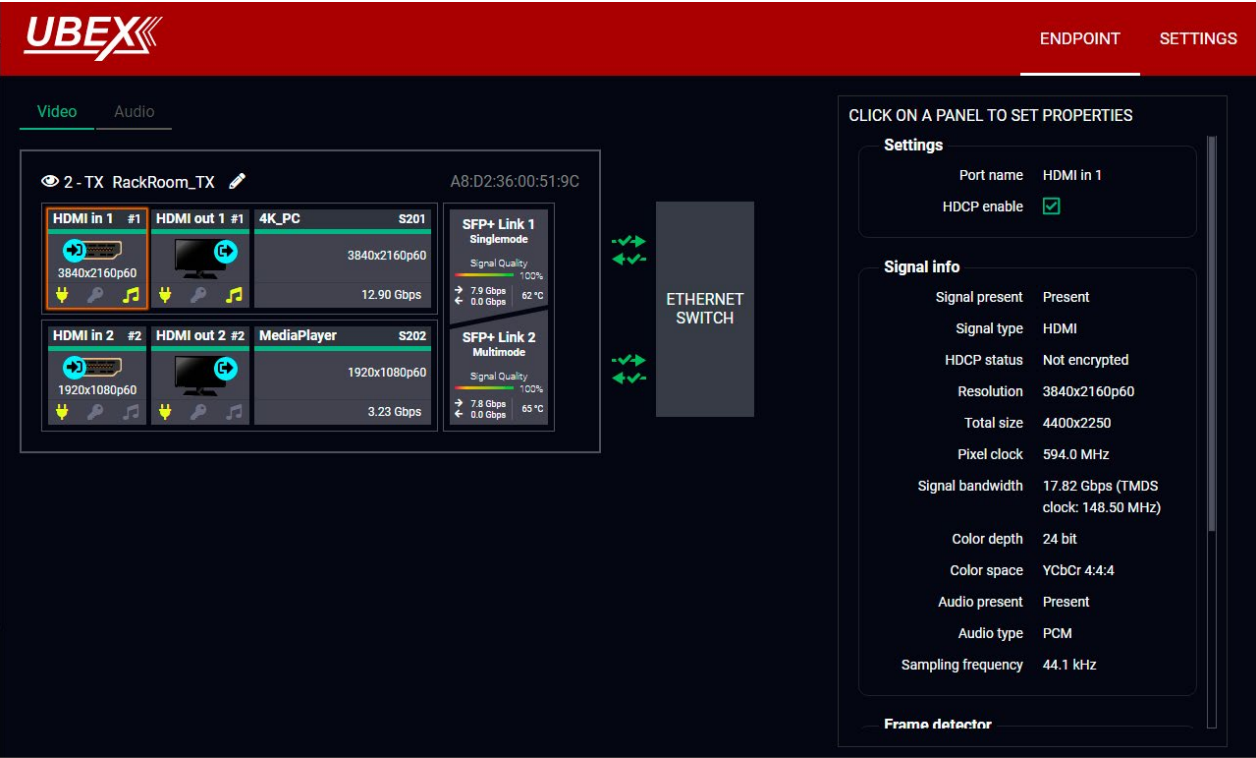 UBEX
ENDPOINT SETTINGS
Video Audio
2 - TX RackRoom_TX A8:D2:36:00:51:9C
HDMI in 1 #1
3840x2160p60
HDMI out 1 #1
4K_PC S201
3840x2160p60
12.90 Gbps
HDMI in 2 #2
1920x1080p60
HDMI out 2 #2
MediaPlayer S202
1920x1080p60
3.23 Gbps
SFP+ Link 1
Singlemode
Signal Quality
100%
7.9 Gbps
0.0 Gbps
62 °C
SFP+ Link 2
Multimode
Signal Quality
100%
7.8 Gbps
0.0 Gbps
65 °C
ETHERNET
SWITCH
CLICK ON A PANEL TO SET PROPERTIES
Settings
Port name HDMI in 1
HDCP enable
Signal info
Signal present Present
Signal type HDMI
HDCP status Not encrypted
Resolution 3840x2160p60
Total size 4400x2250
Pixel clock 594.0 MHz
Signal bandwidth 17.82 Gbps (TMDS
clock: 148.50 MHz)
Color depth 24 bit
Color space YCbCr 4:4:4
Audio present Present
Audio type PCM
Sampling frequency 44.1 kHz
Frame detector